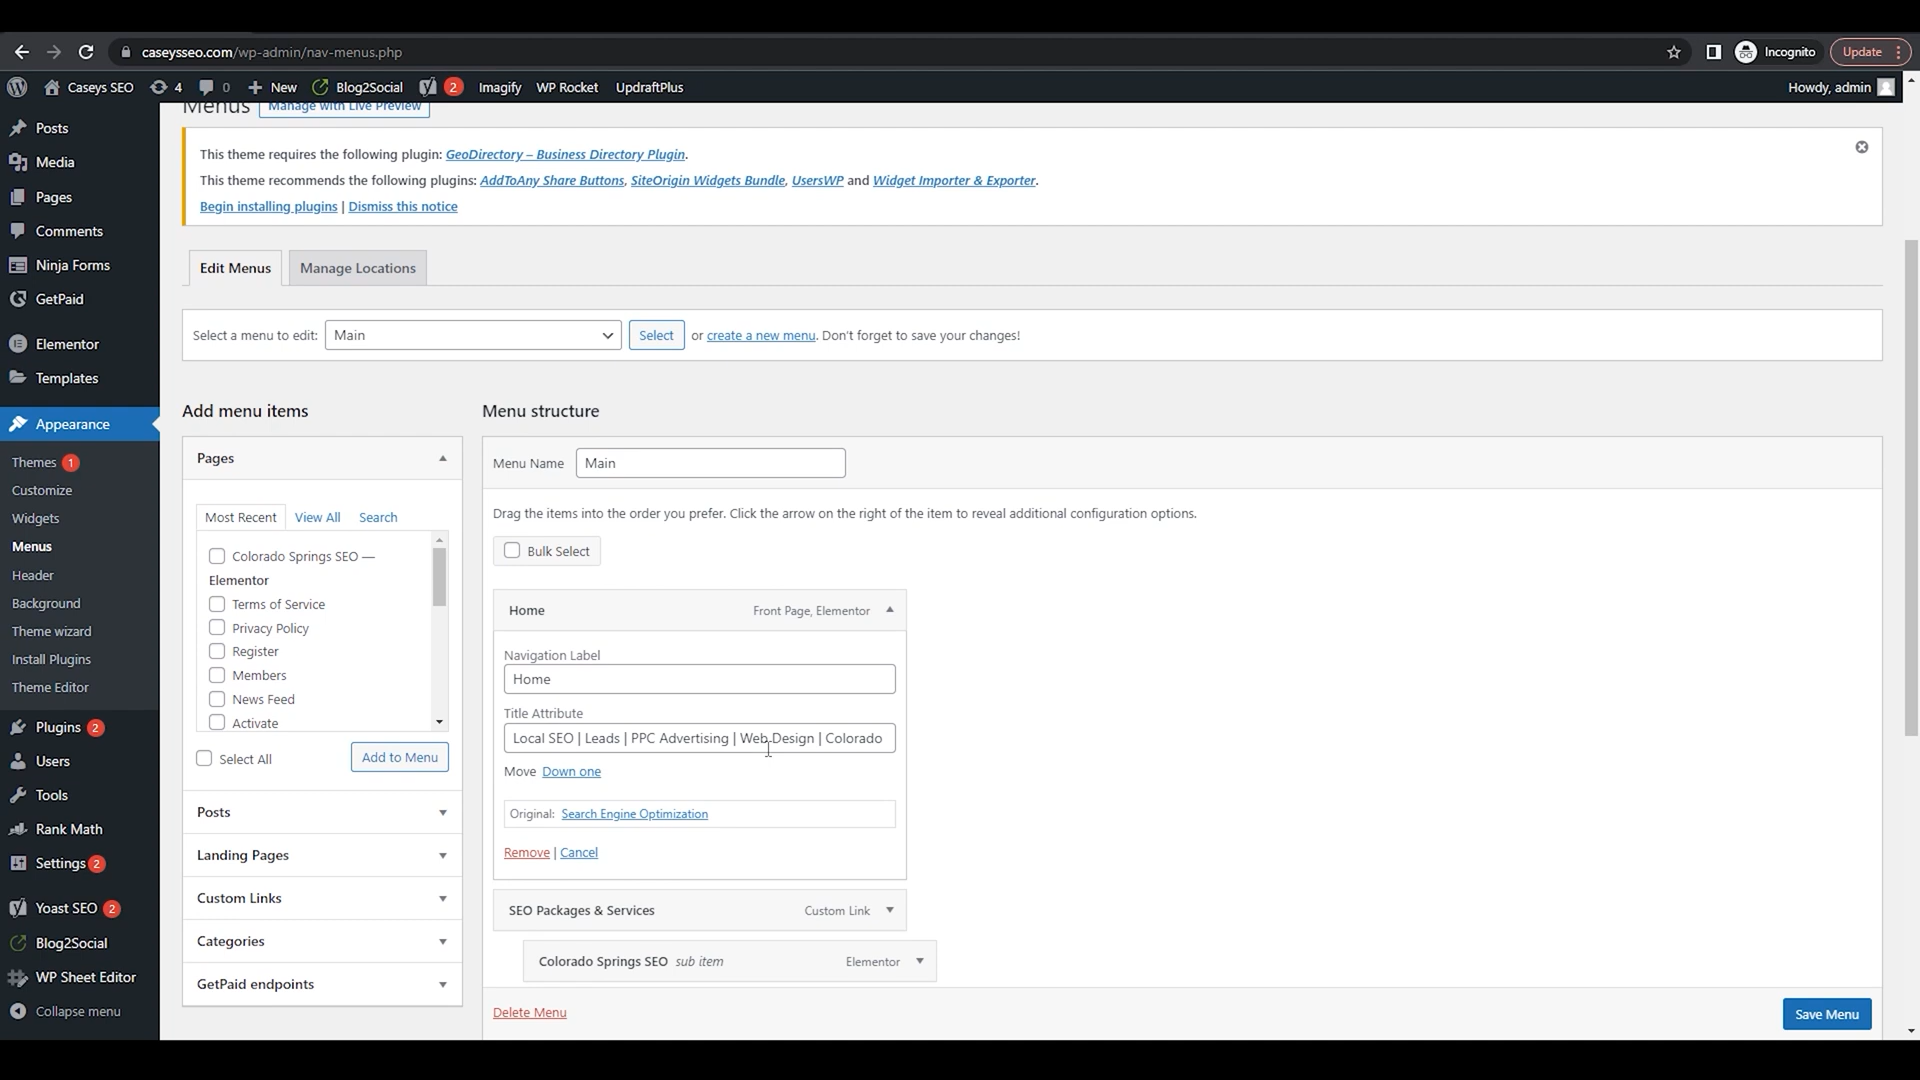 caseysseo.com/wp-admin/nav-menus.php
Incognito
Update
Caseys SEO
4
0
New
Blog2Social
2
Imagify
WP Rocket
UpdraftPlus
Howdy, admin
Menus
Manage with Live Preview
This theme requires the following plugin: GeoDirectory – Business Directory Plugin.
This theme recommends the following plugins: AddToAny Share Buttons, SiteOrigin Widgets Bundle, UsersWP and Widget Importer & Exporter.
Begin installing plugins | Dismiss this notice
Edit Menus
Manage Locations
Select a menu to edit:
Main
Select
or create a new menu. Don't forget to save your changes!
Posts
Media
Pages
Comments
Ninja Forms
GetPaid
Elementor
Templates
Appearance
Themes 1
Customize
Widgets
Menus
Header
Background
Theme wizard
Install Plugins
Theme Editor
Plugins 2
Users
Tools
Rank Math
Settings 2
Yoast SEO 2
Blog2Social
WP Sheet Editor
Collapse menu
Add menu items
Pages
Most Recent
View All
Search
Colorado Springs SEO —
Elementor
Terms of Service
Privacy Policy
Register
Members
News Feed
Activate
Select All
Add to Menu
Posts
Landing Pages
Custom Links
Categories
GetPaid endpoints
Menu structure
Menu Name
Main
Drag the items into the order you prefer. Click the arrow on the right of the item to reveal additional configuration options.
Bulk Select
Home
Front Page, Elementor
Navigation Label
Home
Title Attribute
Local SEO | Leads | PPC Advertising | Web Design | Colorado
Move Down one
Original: Search Engine Optimization
Remove | Cancel
SEO Packages & Services
Custom Link
Colorado Springs SEO sub item
Elementor
Delete Menu
Save Menu